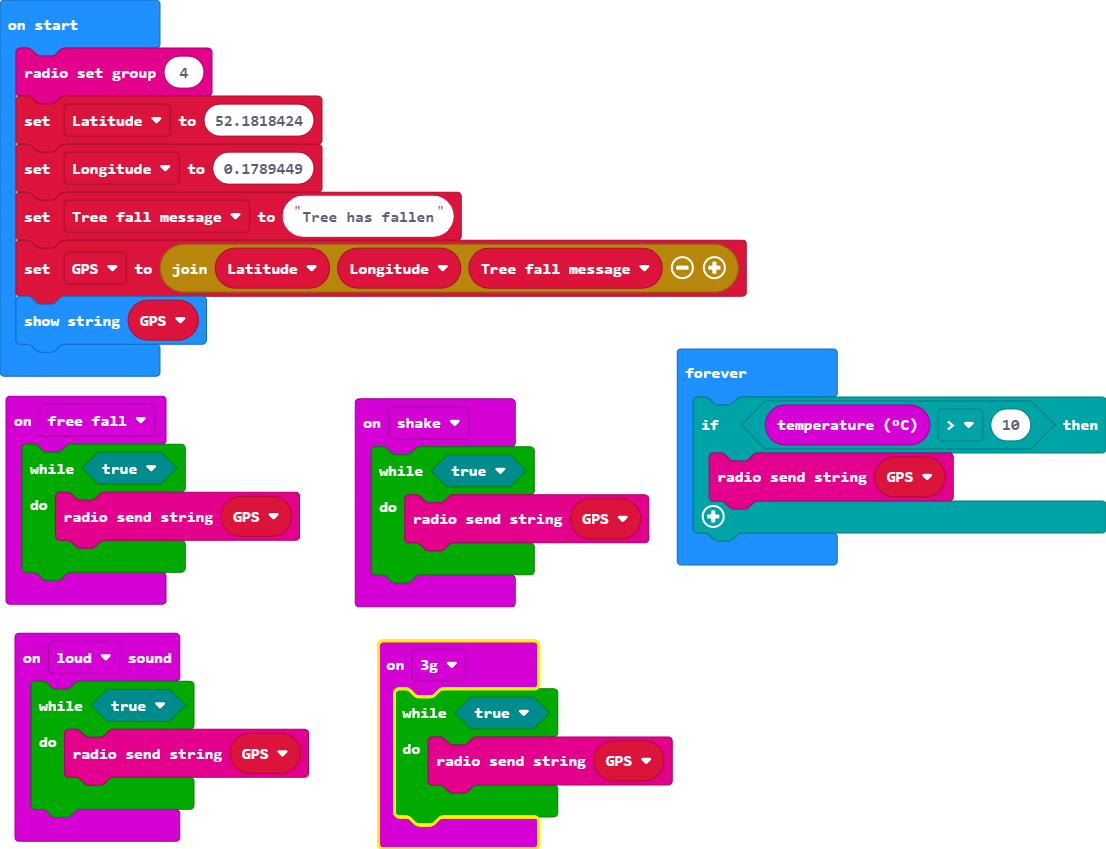 on start
radio set group 4
set Latitude to 52.1818424
set Longitude to 0.1789449
set Tree fall message to "Tree has fallen"
set GPS to join Latitude Longitude Tree fall message
show string GPS
forever
if temperature (ºC) > 10 then
radio send string GPS
on free fall
while true
do radio send string GPS
on shake
while true
do radio send string GPS
on loud sound
while true
do radio send string GPS
on 3g
while true
do radio send string GPS